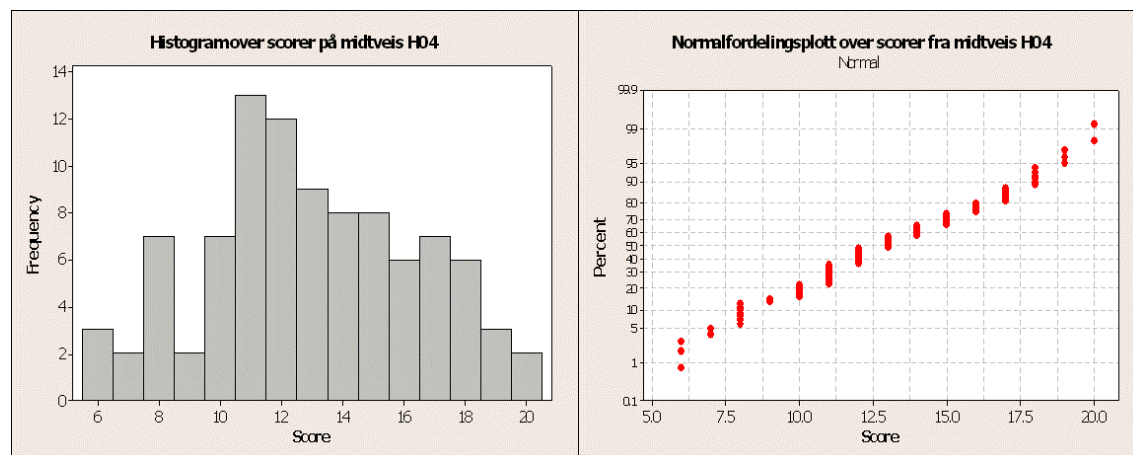 Histogram over scorer på midtveis H04
14
12
10
8
6
4
2
0
Frequency
6 8 10 12 14 16 18 20
Score
Normalfordelingsplott over scorer fra midtveis H04
Normal
99.9
99
95
90
80
70
60
50
40
30
20
10
5
1
0.1
Percent
5.0 7.5 10.0 12.5 15.0 17.5 20.0
Score